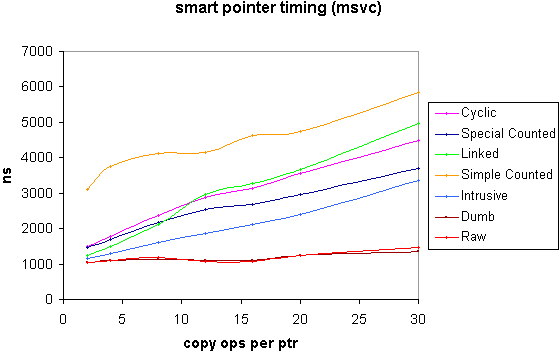 smart pointer timing (msvc)
7000
6000
5000
4000
3000
2000
1000
0
ns
0 5 10 15 20 25 30
copy ops per ptr
Cyclic
Special Counted
Linked
Simple Counted
Intrusive
Dumb
Raw